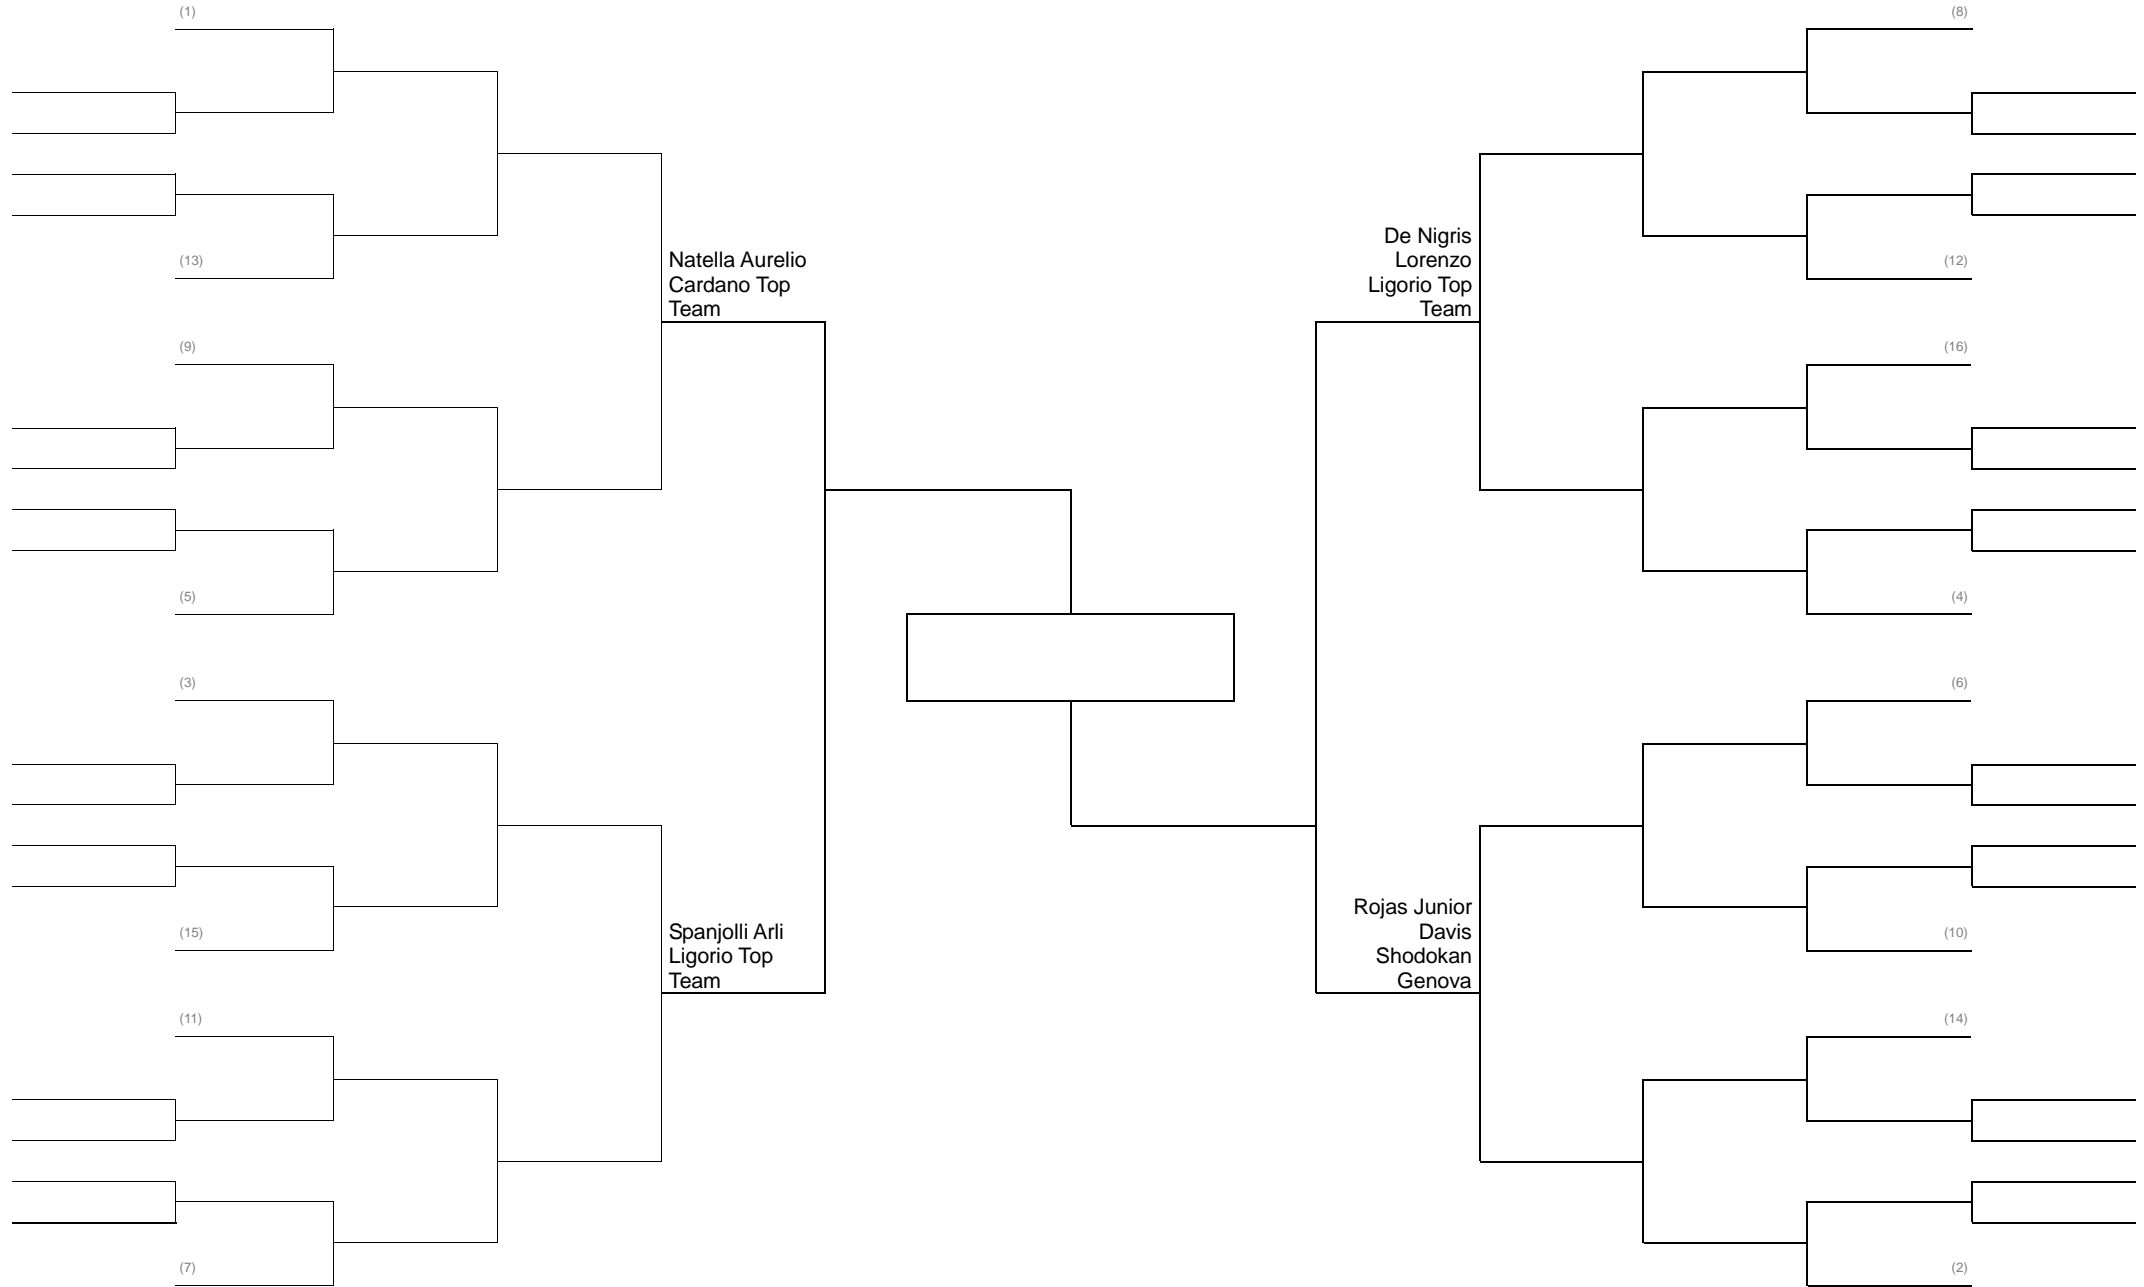 (1)
(13)
(9)
(5)
(3)
(15)
(11)
(7)
Natella Aurelio
Cardano Top
Team
Spanjolli Arli
Ligorio Top
Team
De Nigris
Lorenzo
Ligorio Top
Team
Rojas Junior
Davis
Shodokan
Genova
(8)
(12)
(16)
(4)
(6)
(10)
(14)
(2)